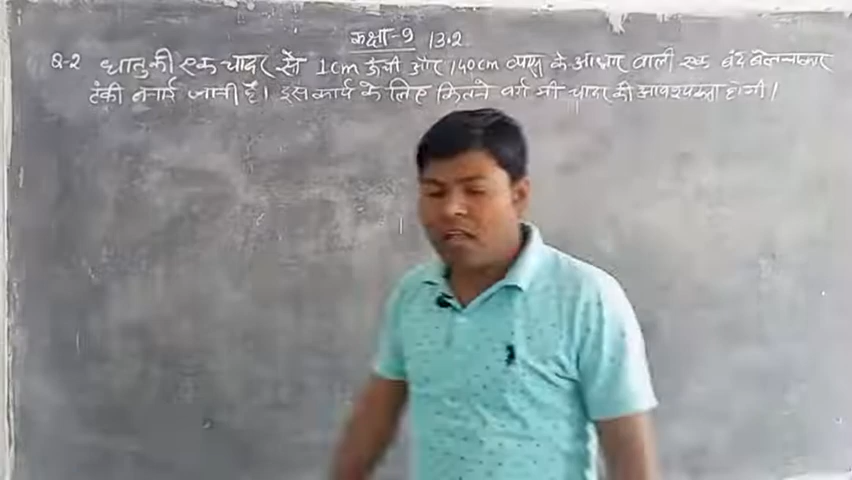 कक्षा-9 13.2
Q-2 धातु की एक चादर से 1cm ऊँची और 140cm व्यास के आधार वाली एक बंद बेलनाकार
टंकी बनाई जानी है। इस कार्य के लिए कितने वर्ग मी चादर की आवश्यकता होगी।